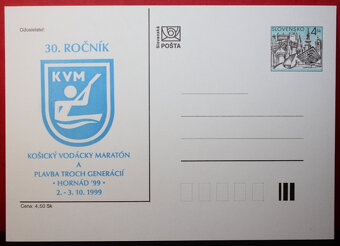 Odosielateľ:
30. ROČNÍK
KVM
KOŠICKÝ VODÁCKY MARATÓN
A
PLAVBA TROCH GENERÁCIÍ
• HORNÁD '99 •
2. - 3. 10. 1999
Cena: 4,50 Sk
Slovenská
POŠTA
SLOVENSKO
4 Sk